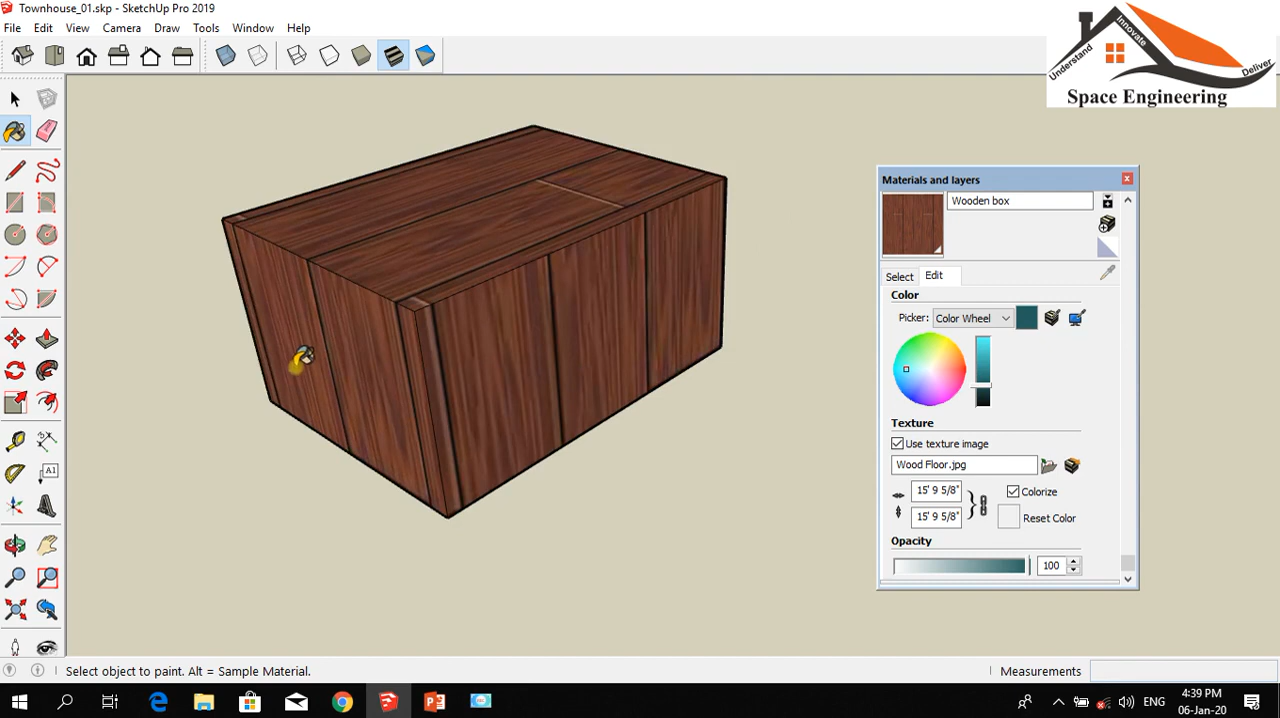 Townhouse_01.skp - SketchUp Pro 2019
File Edit View Camera Draw Tools Window Help
Understand Innovate Deliver
Space Engineering
Materials and layers
Wooden box
Select Edit
Color
Picker: Color Wheel
Texture
Use texture image
Wood Floor.jpg
15' 9 5/8" Colorize
15' 9 5/8" Reset Color
Opacity
100
A1
Select object to paint. Alt = Sample Material. Measurements
ENG
4:39 PM
06-Jan-20